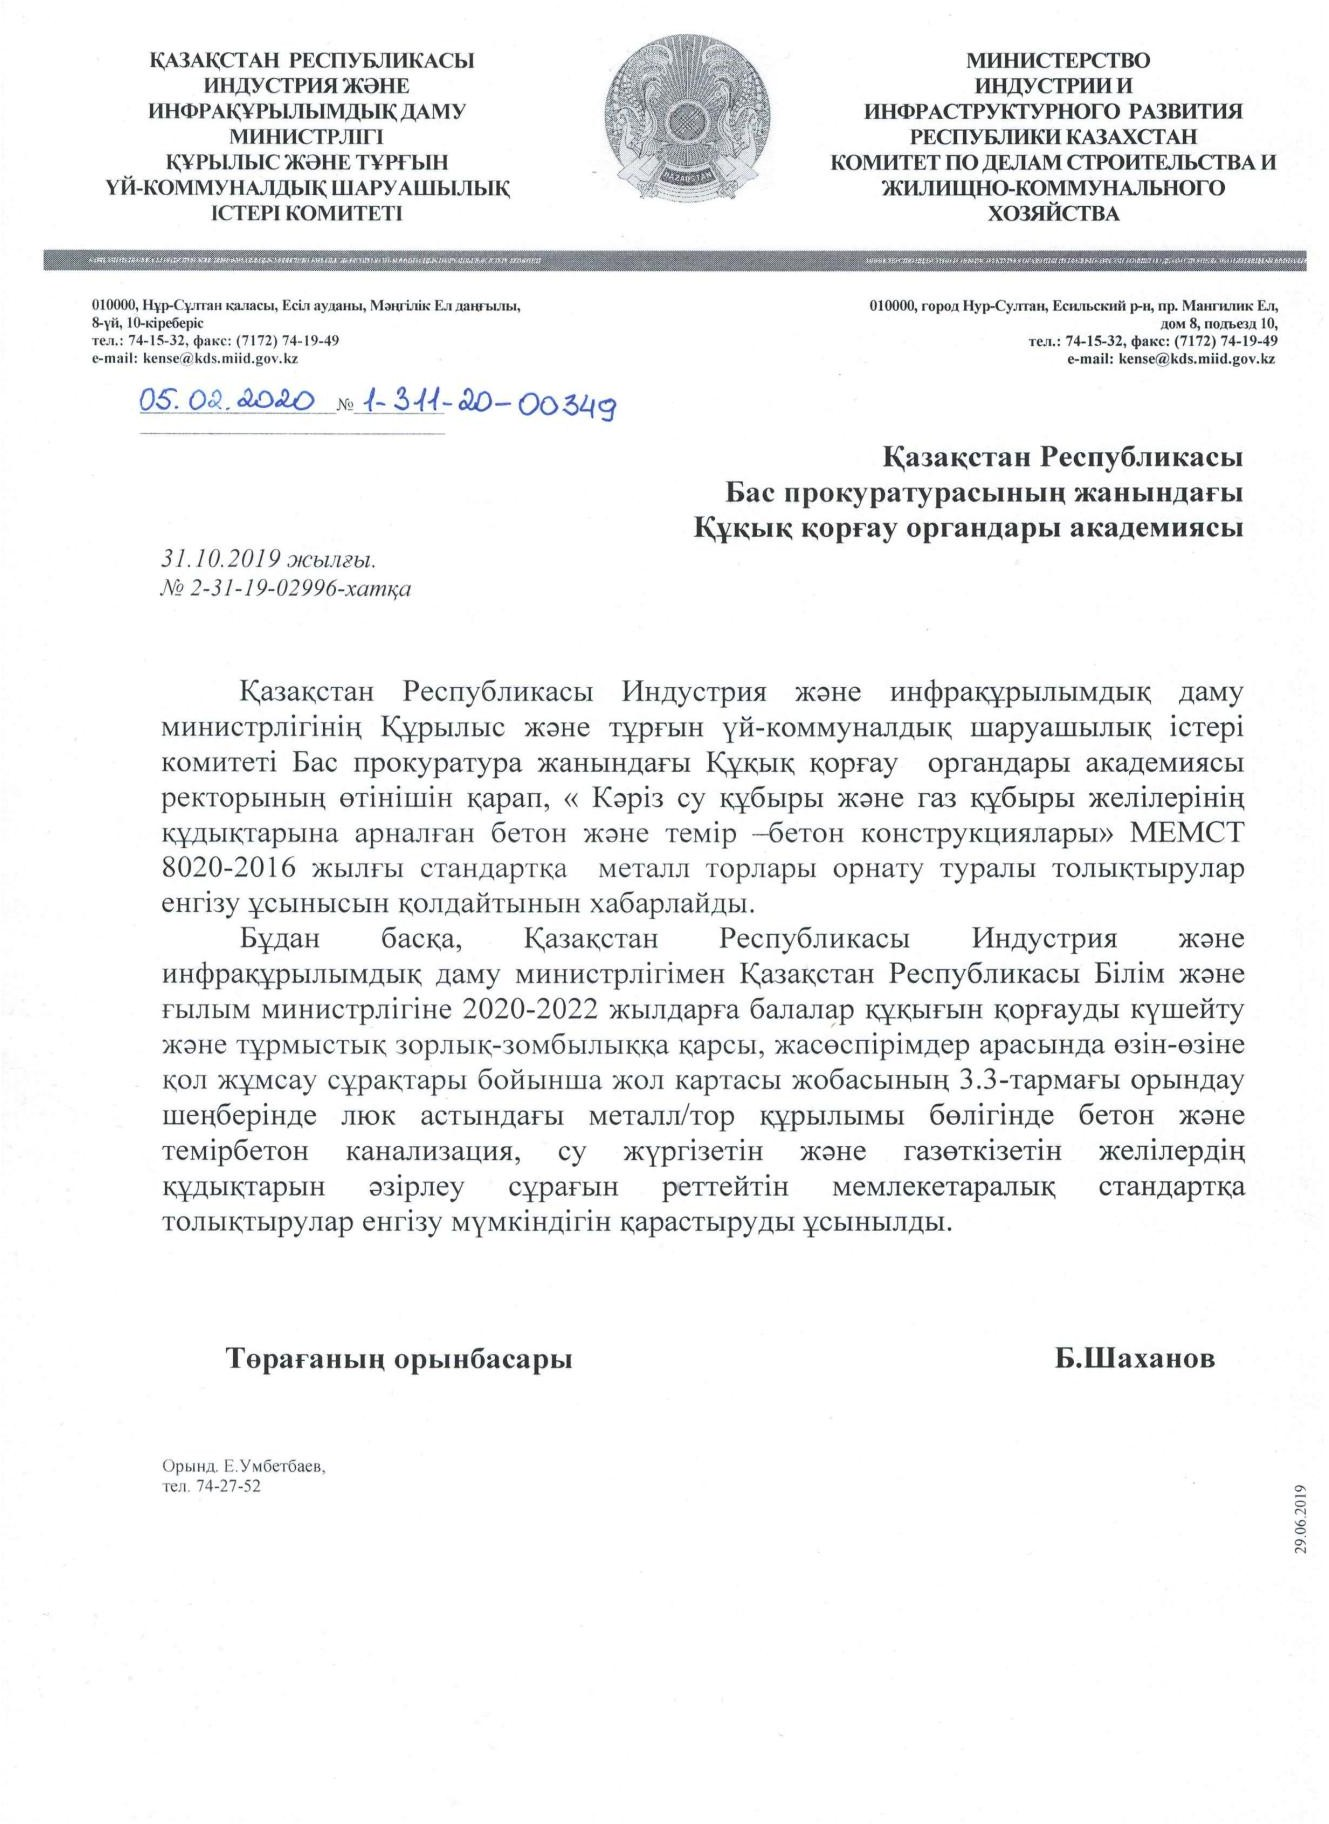 ҚАЗАҚСТАН РЕСПУБЛИКАСЫ
ИНДУСТРИЯ ЖӘНЕ
ИНФРАҚҰРЫЛЫМДЫҚ ДАМУ
МИНИСТРЛІГІ
ҚҰРЫЛЫС ЖӘНЕ ТҰРҒЫН
ҮЙ-КОММУНАЛДЫҚ ШАРУАШЫЛЫҚ
ІСТЕРІ КОМИТЕТІ
QAZAQSTAN
МИНИСТЕРСТВО
ИНДУСТРИИ И
ИНФРАСТРУКТУРНОГО РАЗВИТИЯ
РЕСПУБЛИКИ КАЗАХСТАН
КОМИТЕТ ПО ДЕЛАМ СТРОИТЕЛЬСТВА И
ЖИЛИЩНО-КОММУНАЛЬНОГО
ХОЗЯЙСТВА
010000, Нұр-Сұлтан қаласы, Есіл ауданы, Мәңгілік Ел даңғылы,
8-үй, 10-кіреберіс
тел.: 74-15-32, факс: (7172) 74-19-49
e-mail: kense@kds.miid.gov.kz
010000, город Нур-Султан, Есильский р-н, пр. Мангилик Ел,
дом 8, подъезд 10,
тел.: 74-15-32, факс: (7172) 74-19-49
e-mail: kense@kds.miid.gov.kz
05.02.2020 № 1-311-20-00349
Қазақстан Республикасы
Бас прокуратурасының жанындағы
Құқық қорғау органдары академиясы
31.10.2019 жылғы.
№ 2-31-19-02996-хатқа
Қазақстан Республикасы Индустрия және инфрақұрылымдық даму
министрлігінің Құрылыс және тұрғын үй-коммуналдық шаруашылық істері
комитеті Бас прокуратура жанындағы Құқық қорғау органдары академиясы
ректорының өтінішін қарап, « Кәріз су құбыры және газ құбыры желілерінің
құдықтарына арналған бетон және темір –бетон конструкциялары» МЕМСТ
8020-2016 жылғы стандартқа металл торлары орнату туралы толықтырулар
енгізу ұсынысын қолдайтынын хабарлайды.
Бұдан басқа, Қазақстан Республикасы Индустрия және
инфрақұрылымдық даму министрлігімен Қазақстан Республикасы Білім және
ғылым министрлігіне 2020-2022 жылдарға балалар құқығын қорғауды күшейту
және тұрмыстық зорлық-зомбылыққа қарсы, жасөспірімдер арасында өзін-өзіне
қол жұмсау сұрақтары бойынша жол картасы жобасының 3.3-тармағы орындау
шеңберінде люк астындағы металл/тор құрылымы бөлігінде бетон және
темірбетон канализация, су жүргізетін және газөткізетін желілердің
құдықтарын әзірлеу сұрағын реттейтін мемлекетаралық стандартқа
толықтырулар енгізу мүмкіндігін қарастыруды ұсынылды.
Төрағаның орынбасары Б.Шаханов
Орынд. Е.Умбетбаев,
тел. 74-27-52
29.06.2019